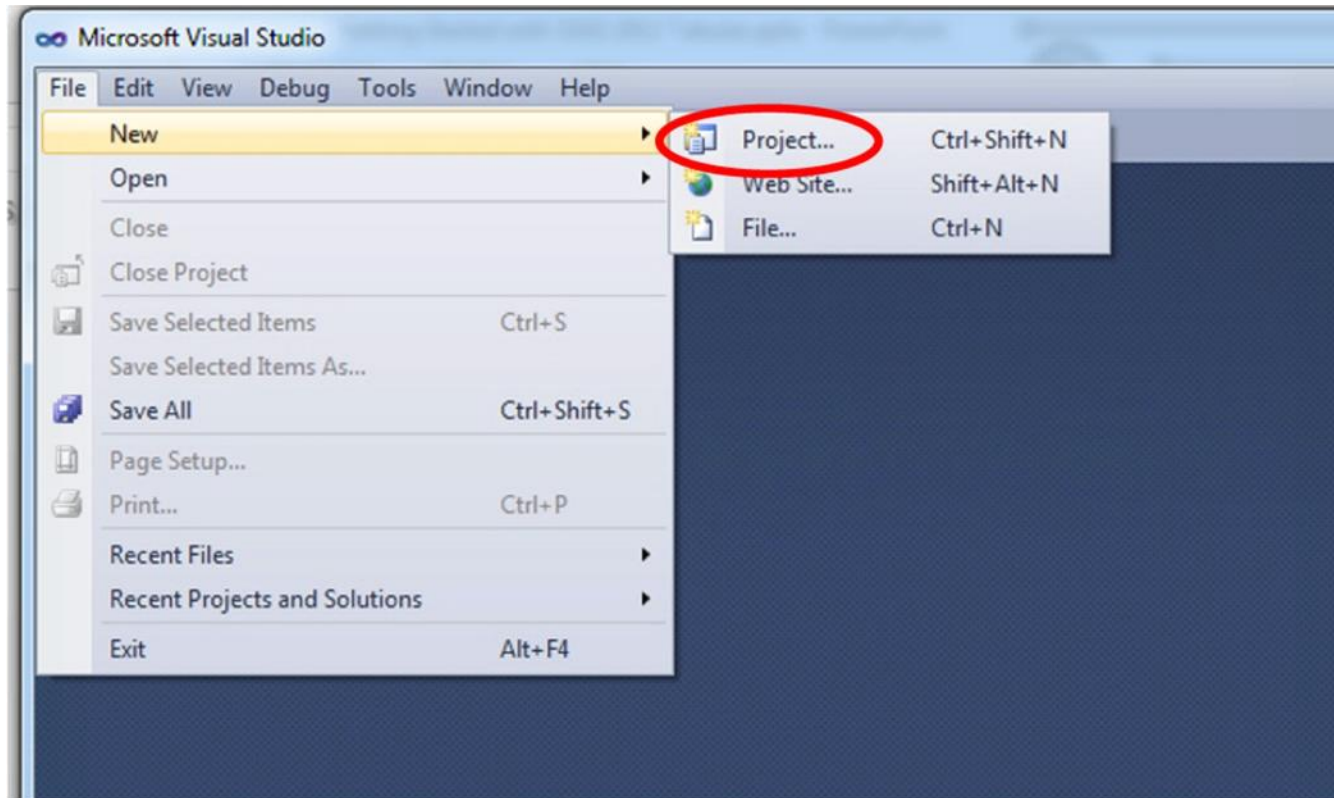 Microsoft Visual Studio
File Edit View Debug Tools Window Help
New
Project... Ctrl+Shift+N
Open
Web Site... Shift+Alt+N
Close
File... Ctrl+N
Close Project
Save Selected Items Ctrl+S
Save Selected Items As...
Save All Ctrl+Shift+S
Page Setup...
Print... Ctrl+P
Recent Files
Recent Projects and Solutions
Exit Alt+F4